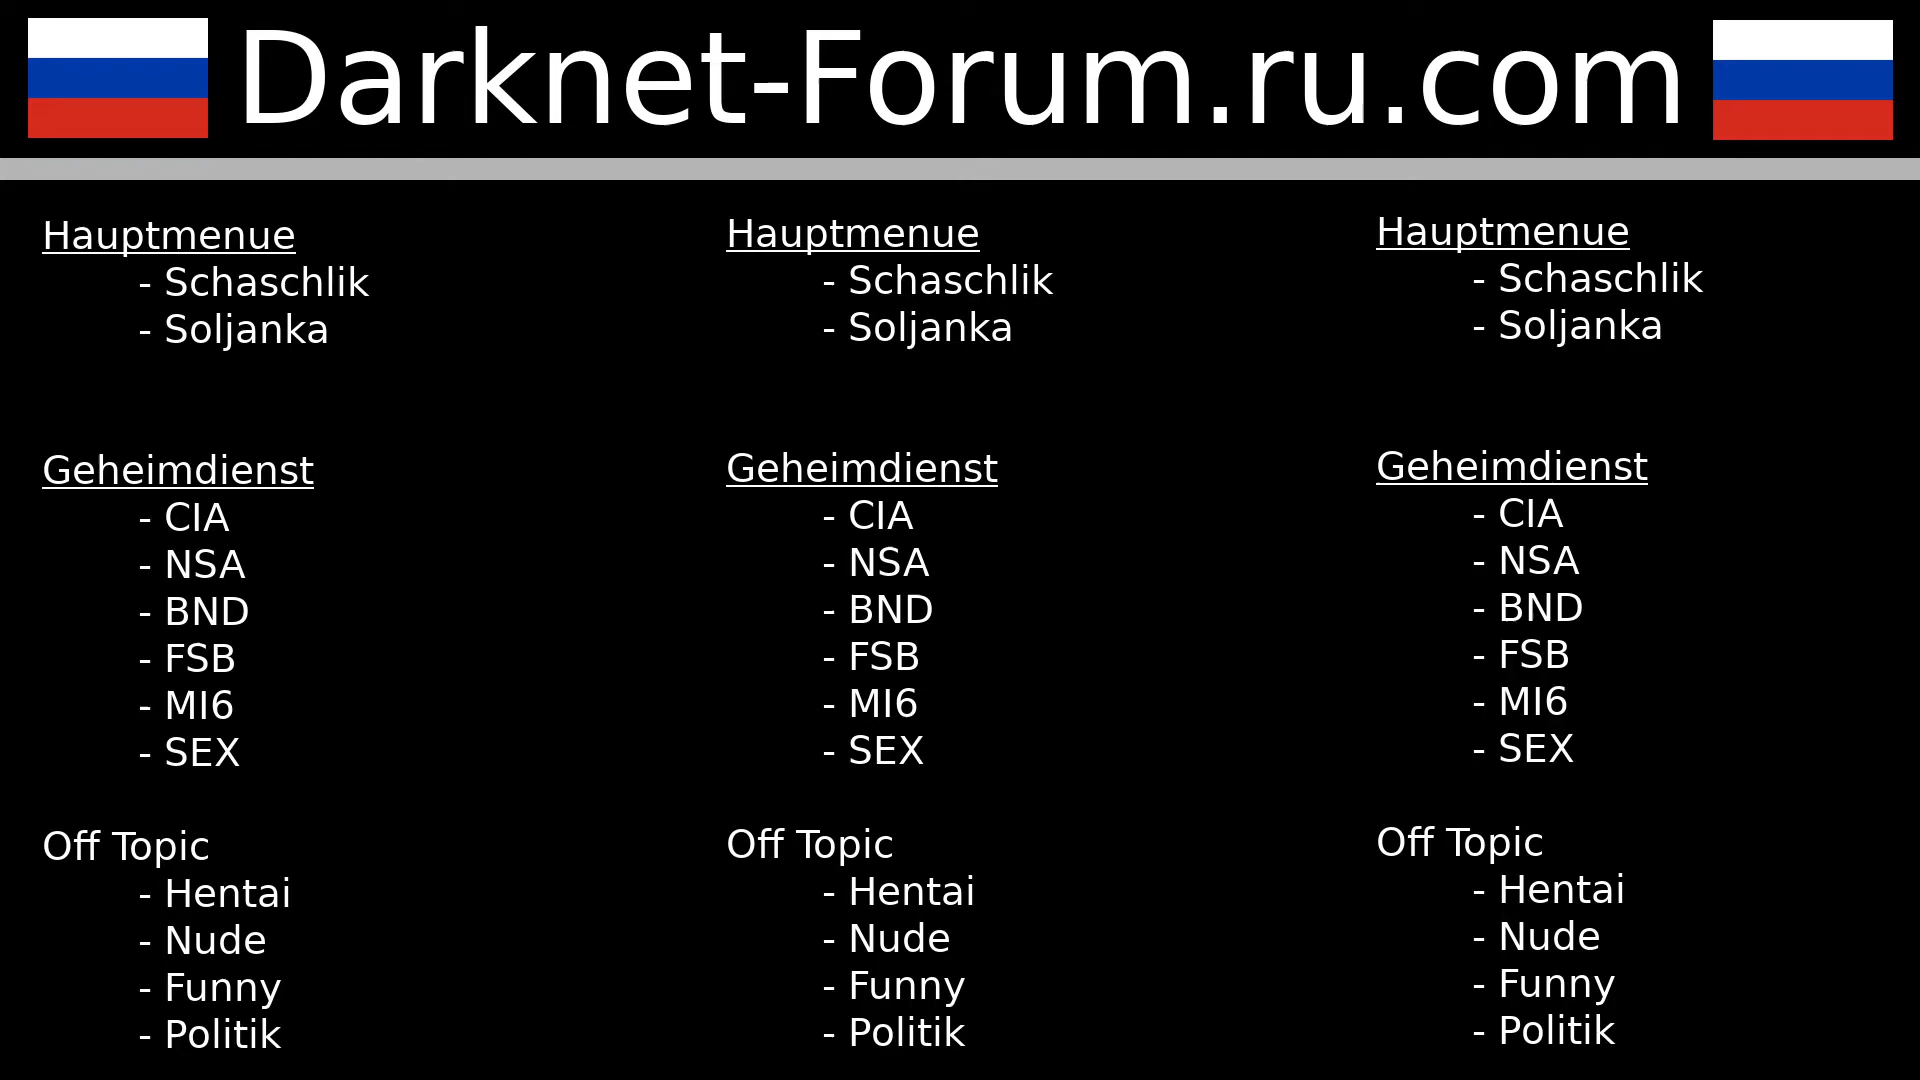 Darknet-Forum.ru.com
Hauptmenue
- Schaschlik
- Soljanka
Geheimdienst
- CIA
- NSA
- BND
- FSB
- MI6
- SEX
Off Topic
- Hentai
- Nude
- Funny
- Politik
Hauptmenue
- Schaschlik
- Soljanka
Geheimdienst
- CIA
- NSA
- BND
- FSB
- MI6
- SEX
Off Topic
- Hentai
- Nude
- Funny
- Politik
Hauptmenue
- Schaschlik
- Soljanka
Geheimdienst
- CIA
- NSA
- BND
- FSB
- MI6
- SEX
Off Topic
- Hentai
- Nude
- Funny
- Politik